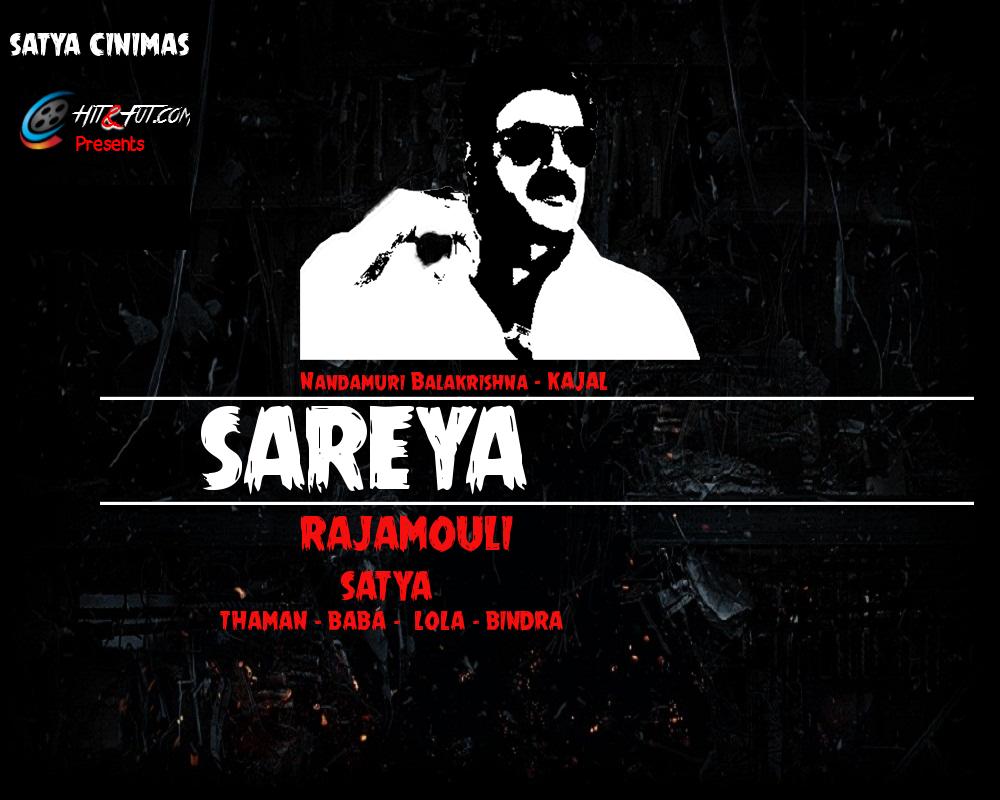 SATYA CINIMAS
HIT&FUT.COM
Presents
NANDAMURI BALAKRISHNA - KAJAL
SAREYA
RAJAMOULI
SATYA
THAMAN - BABA - LOLA - BINDRA